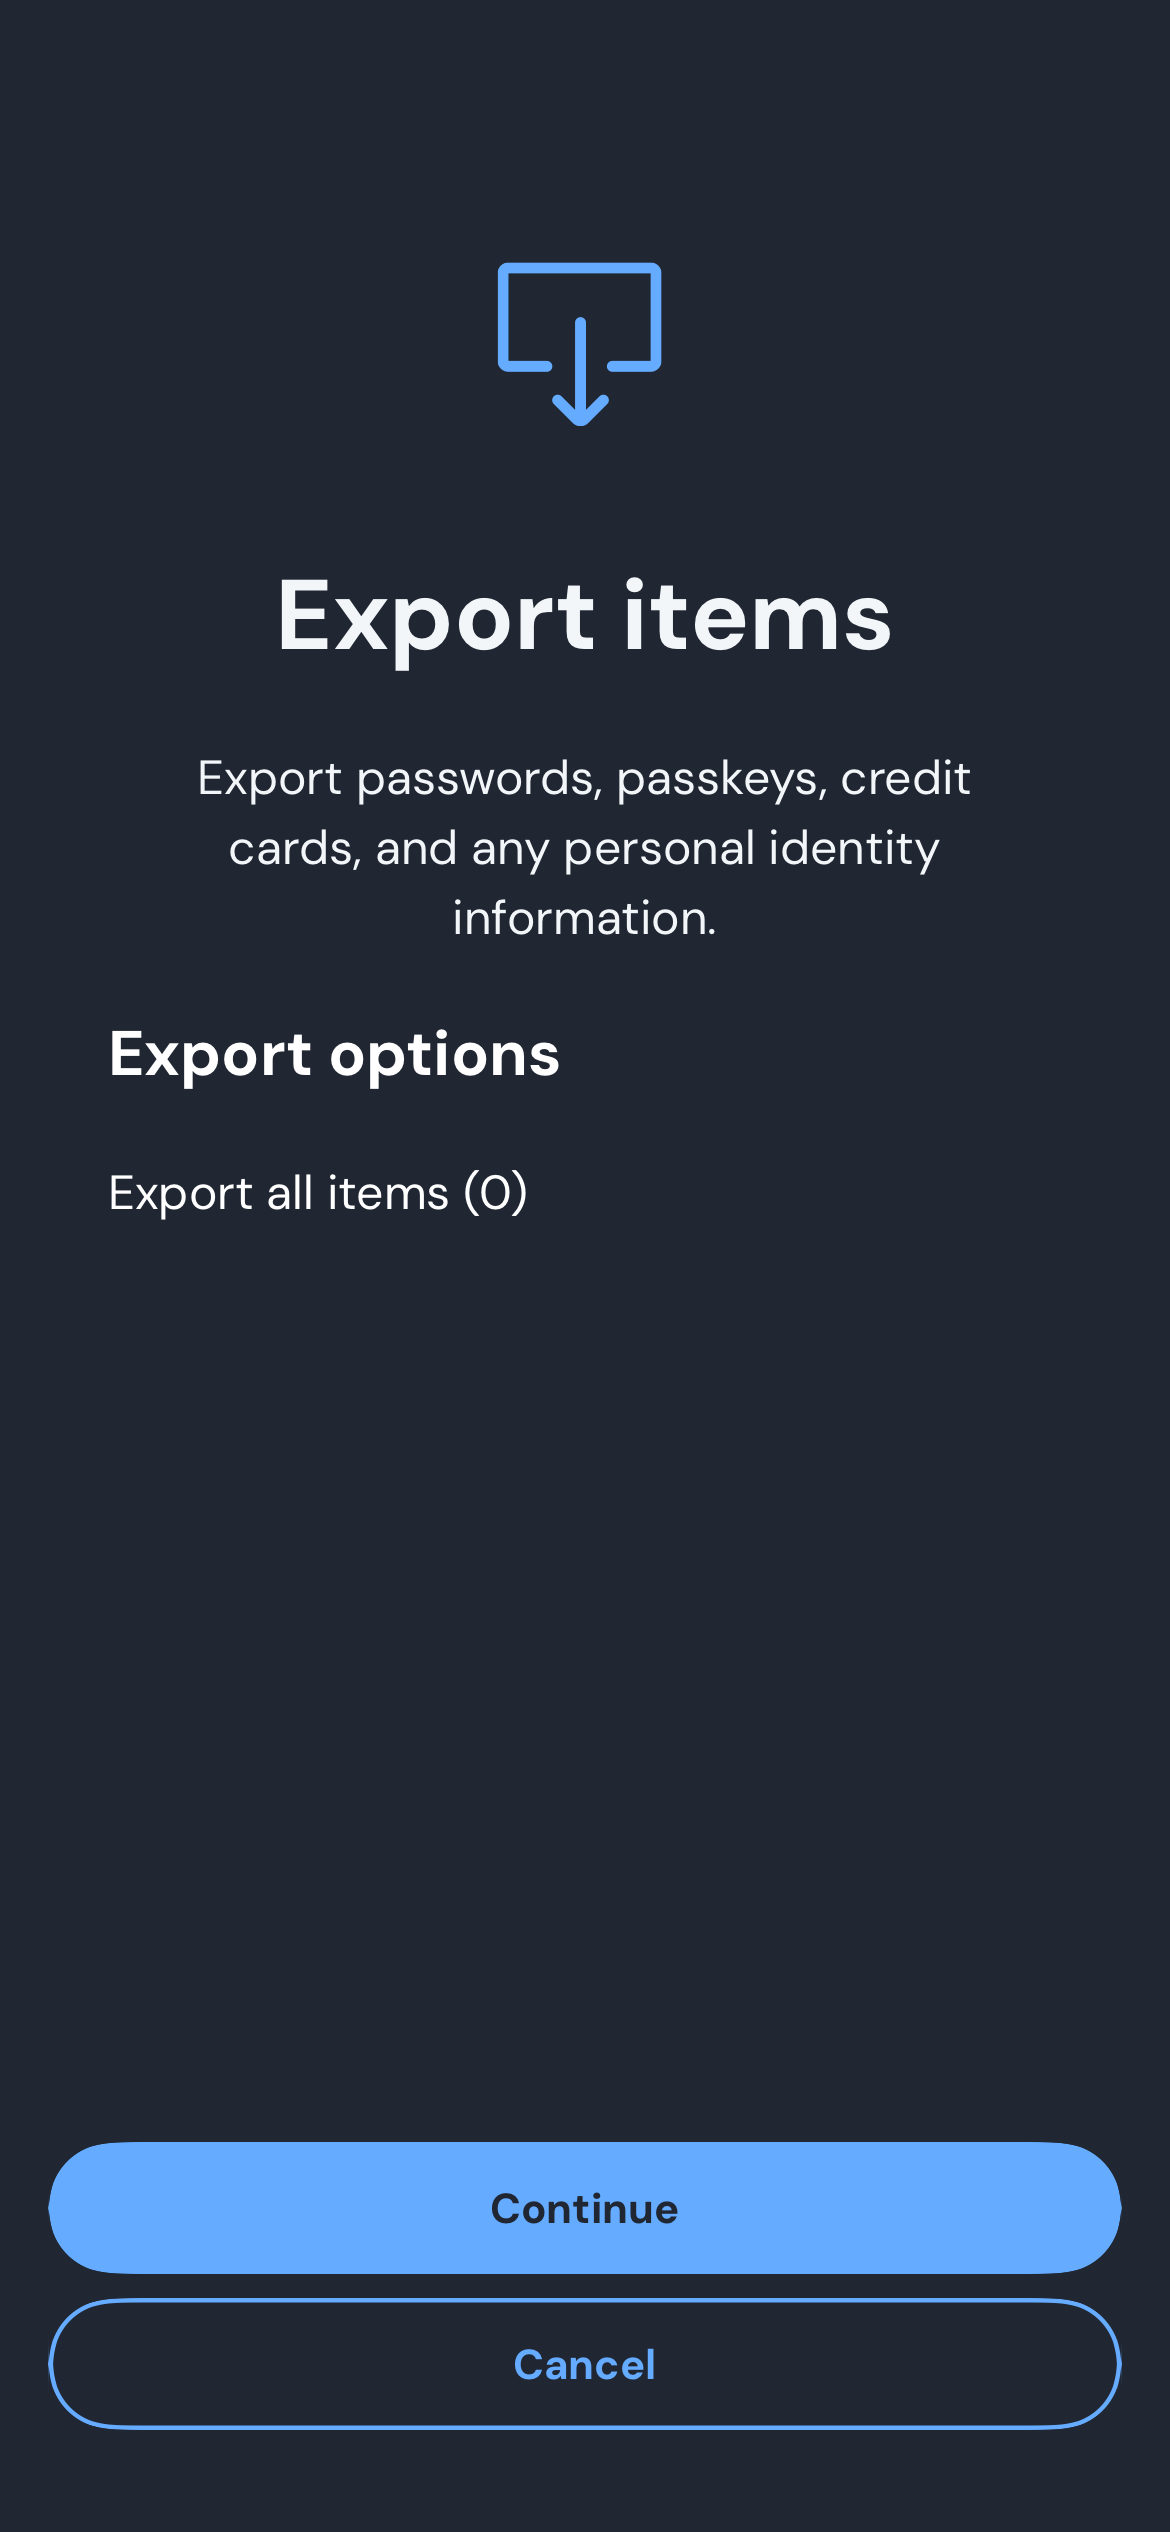 Export items
Export passwords, passkeys, credit
cards, and any personal identity
information.
Export options
Export all items (0)
Continue
Cancel